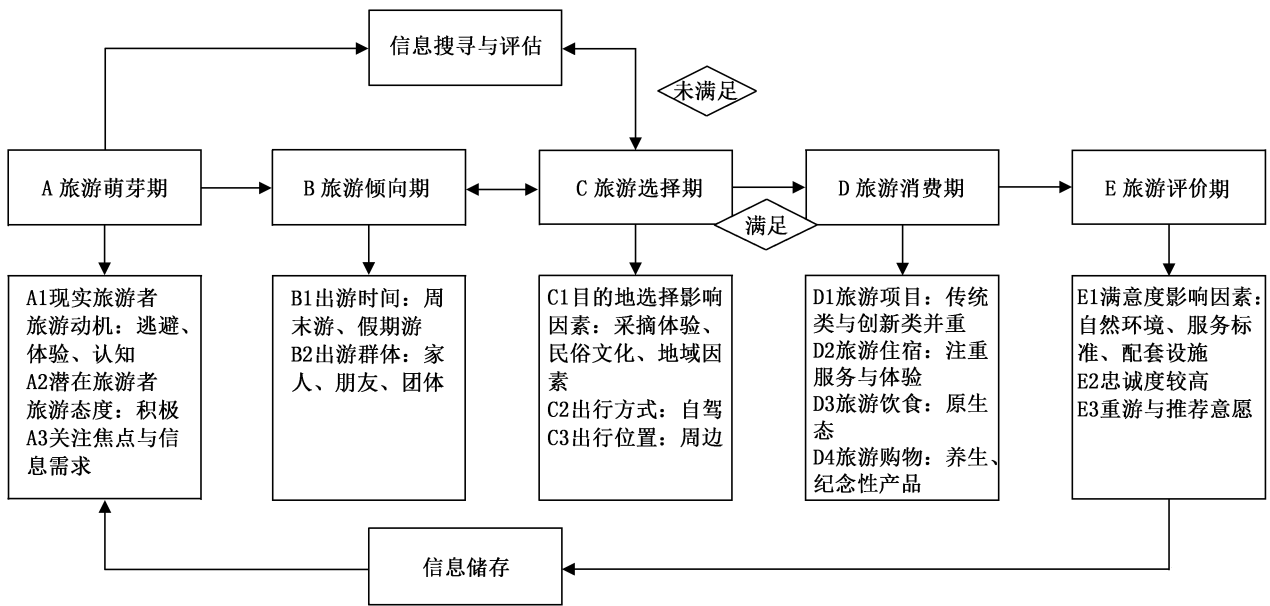 信息搜寻与评估
未满足
A 旅游萌芽期
B 旅游倾向期
C 旅游选择期
D 旅游消费期
E 旅游评价期
满足
A1现实旅游者
旅游动机：逃避、
体验、认知
A2潜在旅游者
旅游态度：积极
A3关注焦点与信
息需求
B1出游时间：周
末游、假期游
B2出游群体：家
人、朋友、团体
C1目的地选择影响
因素：采摘体验、
民俗文化、地域因
素
C2出行方式：自驾
C3出行位置：周边
D1旅游项目：传统
类与创新类并重
D2旅游住宿：注重
服务与体验
D3旅游饮食：原生
态
D4旅游购物：养生、
纪念性产品
E1满意度影响因素：
自然环境、服务标
准、配套设施
E2忠诚度较高
E3重游与推荐意愿
信息储存